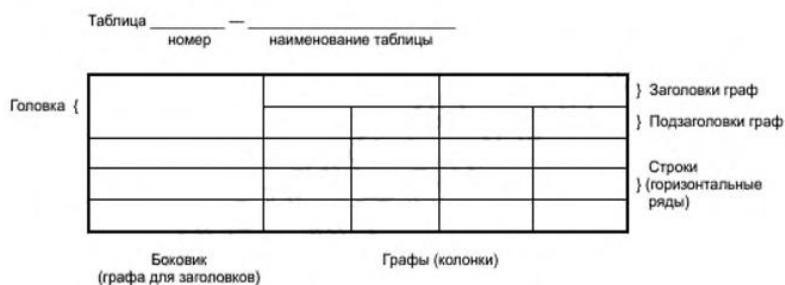 Таблица ________ — ________________
номер наименование таблицы
Головка {
} Заголовки граф
} Подзаголовки граф
Строки
} (горизонтальные
ряды)
Боковик
(графа для заголовков)
Графы (колонки)